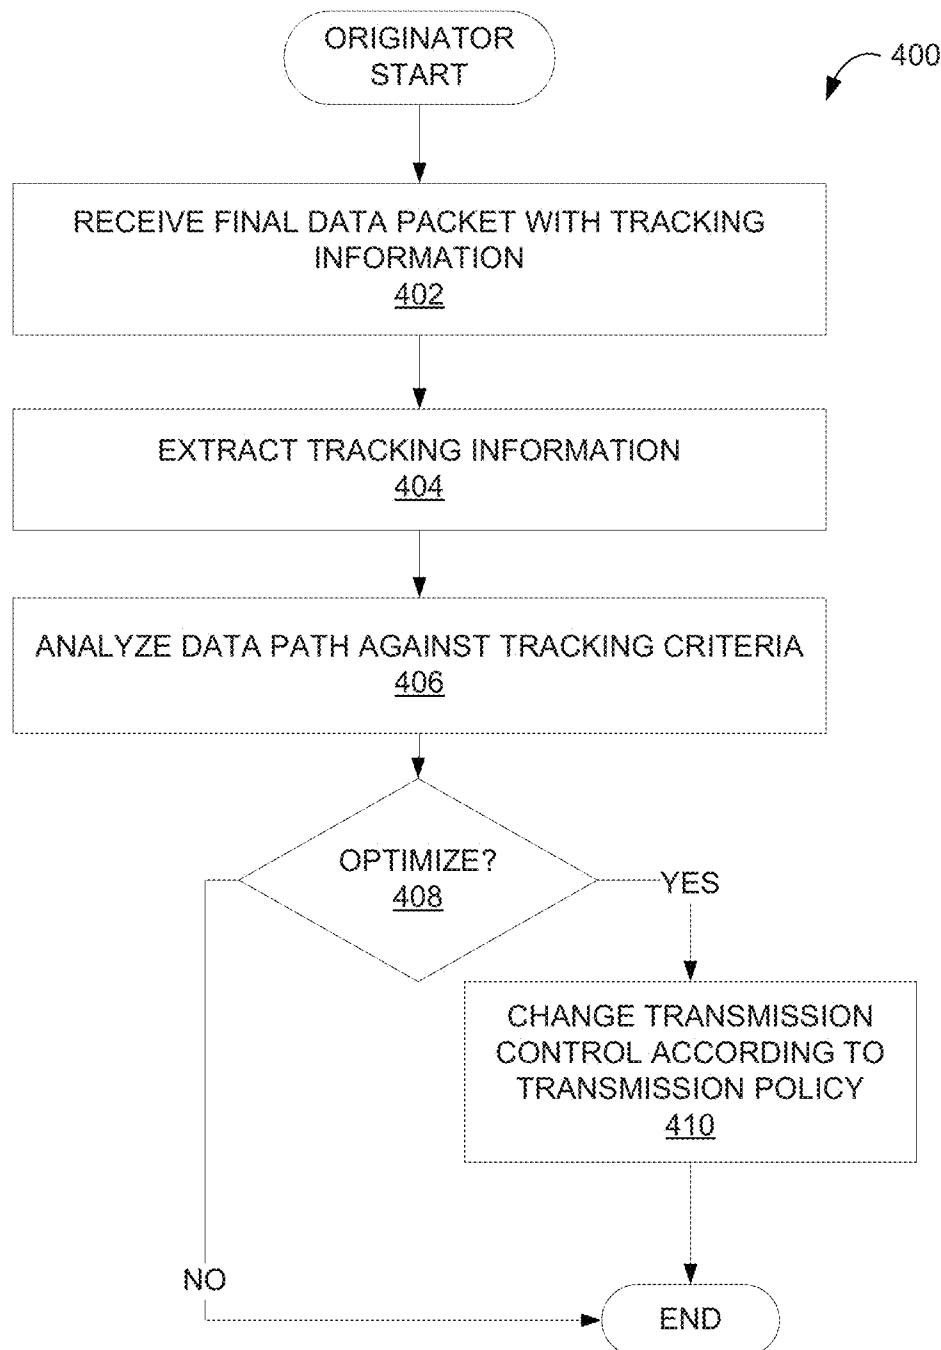 ORIGINATOR
START
400
RECEIVE FINAL DATA PACKET WITH TRACKING
INFORMATION
402
EXTRACT TRACKING INFORMATION
404
ANALYZE DATA PATH AGAINST TRACKING CRITERIA
406
OPTIMIZE?
408
YES
CHANGE TRANSMISSION
CONTROL ACCORDING TO
TRANSMISSION POLICY
410
NO
END